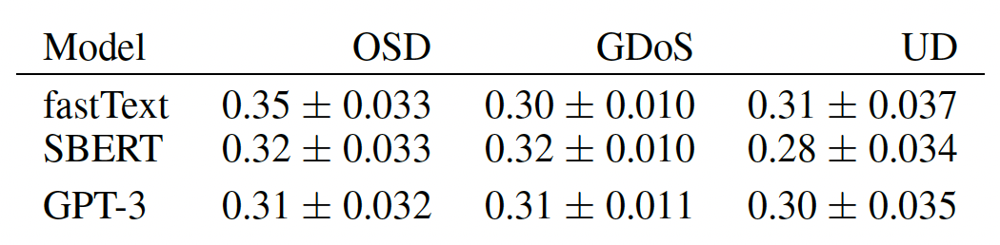 Model OSD GDoS UD
fastText 0.35 ± 0.033 0.30 ± 0.010 0.31 ± 0.037
SBERT 0.32 ± 0.033 0.32 ± 0.010 0.28 ± 0.034
GPT-3 0.31 ± 0.032 0.31 ± 0.011 0.30 ± 0.035